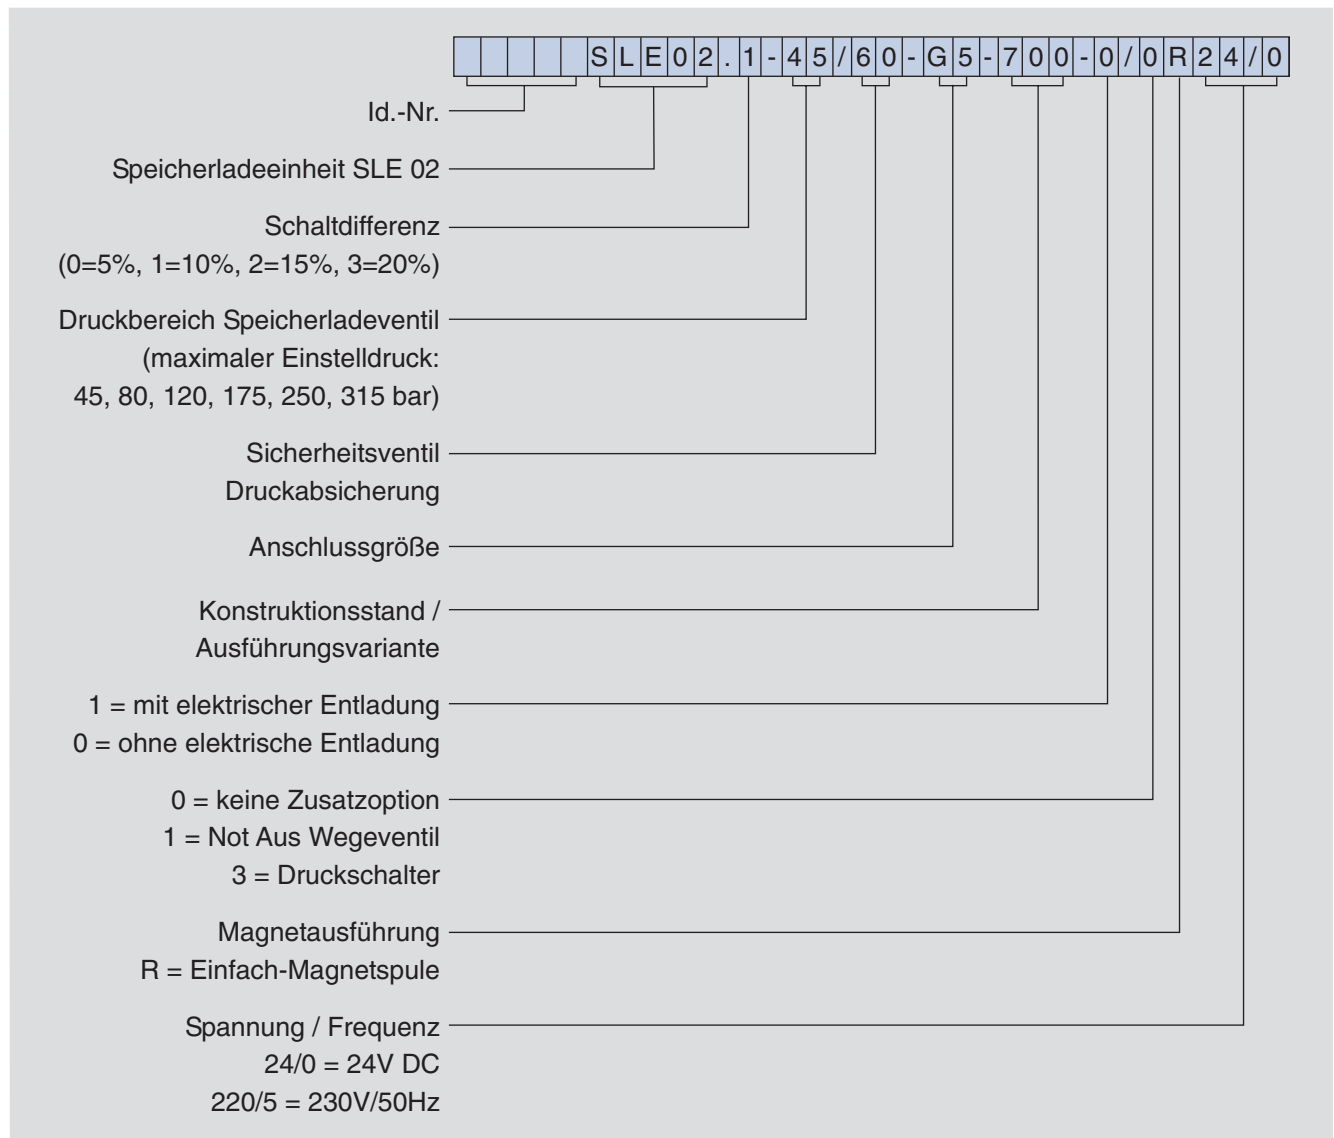 SLE02.1-45/60-G5-700-0/0R24/0
Id.-Nr.
Speicherladeeinheit SLE 02
Schaltdifferenz
(0=5%, 1=10%, 2=15%, 3=20%)
Druckbereich Speicherladeventil
(maximaler Einstelldruck:
45, 80, 120, 175, 250, 315 bar)
Sicherheitsventil
Druckabsicherung
Anschlussgröße
Konstruktionsstand /
Ausführungsvariante
1 = mit elektrischer Entladung
0 = ohne elektrische Entladung
0 = keine Zusatzoption
1 = Not Aus Wegeventil
3 = Druckschalter
Magnetausführung
R = Einfach-Magnetspule
Spannung / Frequenz
24/0 = 24V DC
220/5 = 230V/50Hz